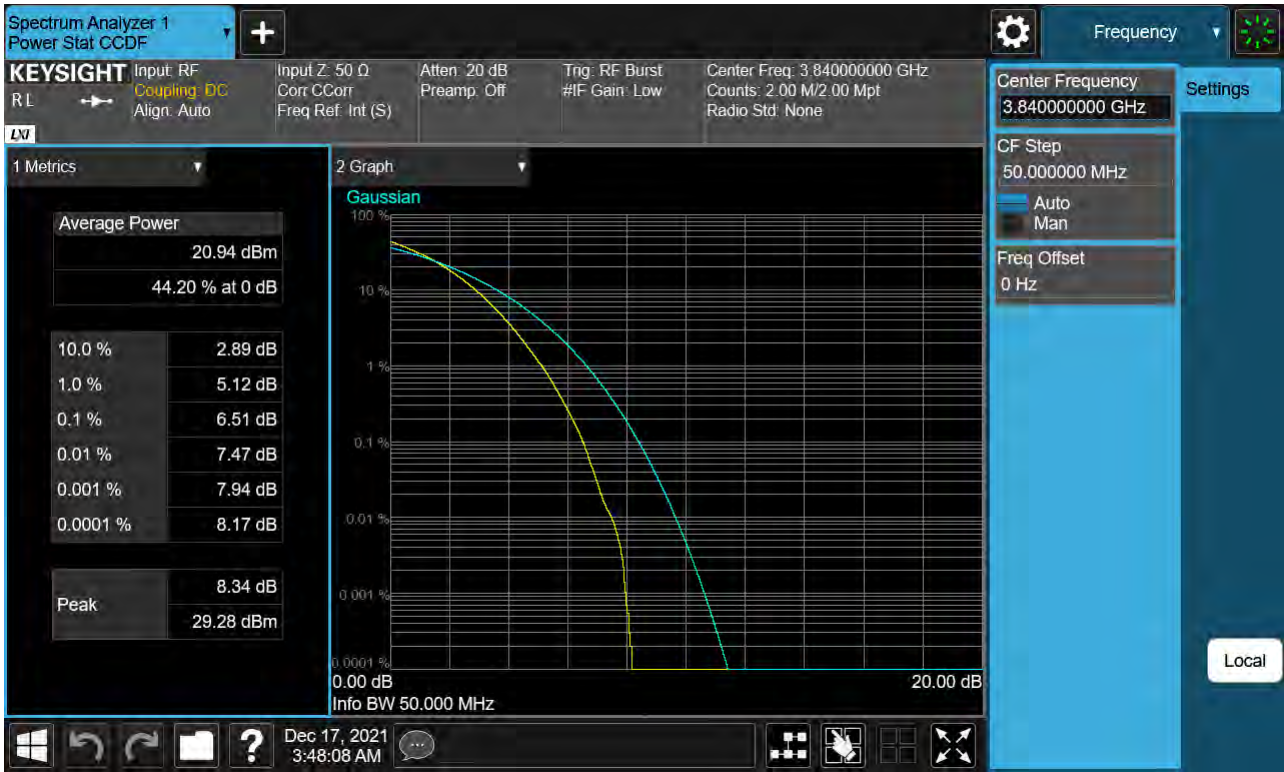 Spectrum Analyzer 1
Power Stat CCDF
+
Frequency
KEYSIGHT
RL
LXI
Input: RF
Coupling: DC
Align: Auto
Input Z: 50 Ω
Corr CCorr
Freq Ref: Int (S)
Atten: 20 dB
Preamp: Off
Trig: RF Burst
#IF Gain: Low
Center Freq: 3.840000000 GHz
Counts: 2.00 M/2.00 Mpt
Radio Std: None
Center Frequency
3.840000000 GHz
Settings
CF Step
50.000000 MHz
Auto
Man
Freq Offset
0 Hz
1 Metrics
Average Power
20.94 dBm
44.20 % at 0 dB
10.0 % 2.89 dB
1.0 % 5.12 dB
0.1 % 6.51 dB
0.01 % 7.47 dB
0.001 % 7.94 dB
0.0001 % 8.17 dB
Peak
8.34 dB
29.28 dBm
2 Graph
Gaussian
100 %
10 %
1 %
0.1 %
0.01 %
0.001 %
0.0001 %
0.00 dB 20.00 dB
Info BW 50.000 MHz
Local
?
Dec 17, 2021
3:48:08 AM